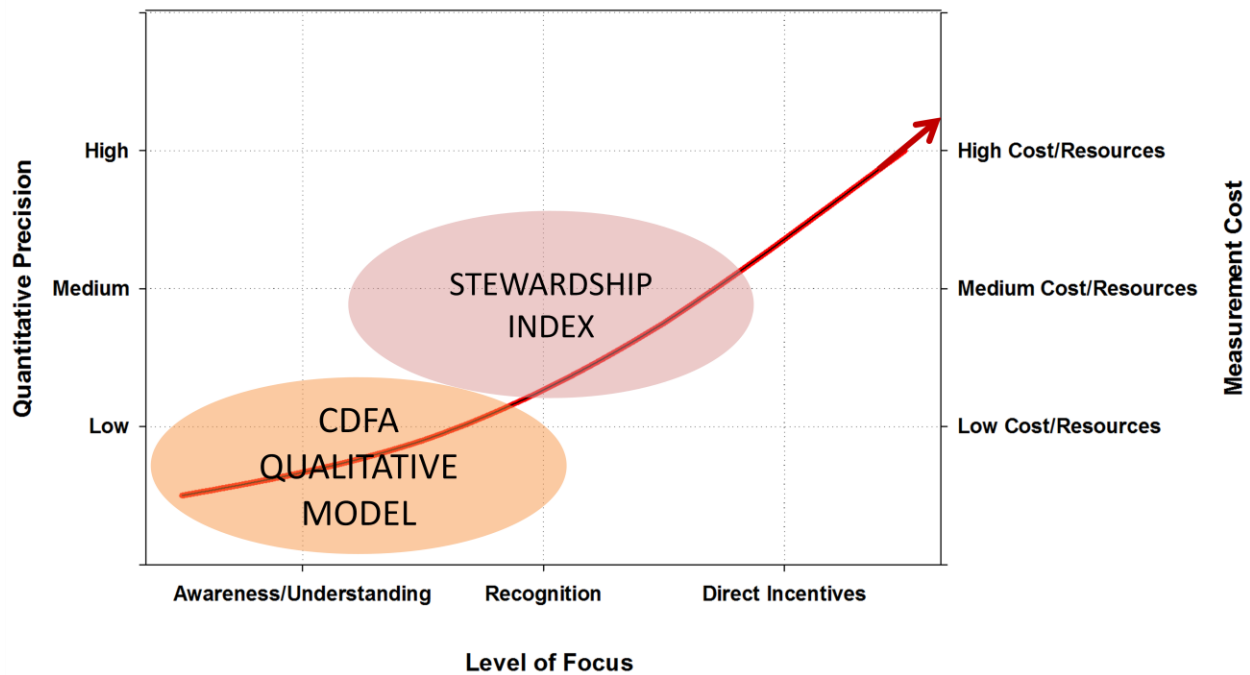 Quantitative Precision
High
Medium
Low
STEWARDSHIP
INDEX
CDFA
QUALITATIVE
MODEL
High Cost/Resources
Medium Cost/Resources
Low Cost/Resources
Measurement Cost
Awareness/Understanding
Recognition
Direct Incentives
Level of Focus